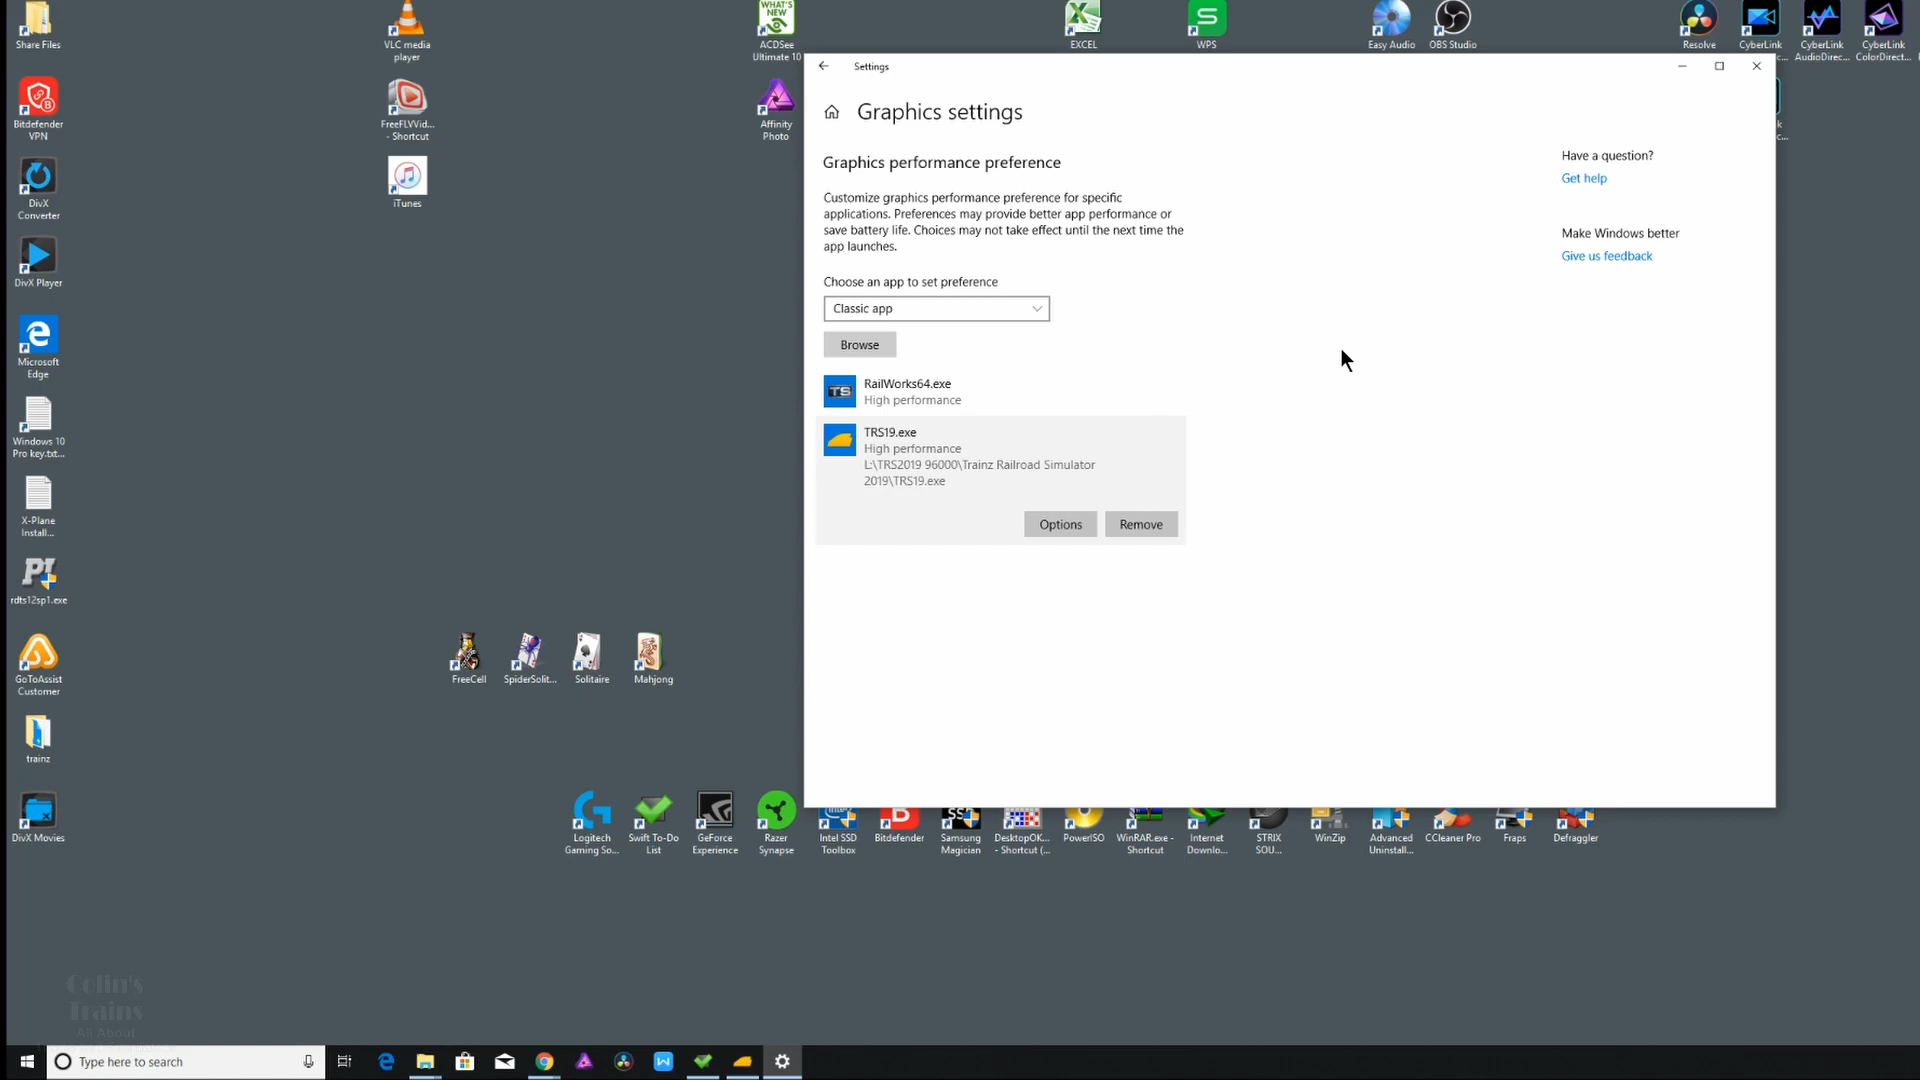 Share Files
VLC media
player
WHAT'S
NEW
ACDSee
Ultimate 10
EXCEL
S
WPS
Easy Audio
OBS Studio
Resolve
CyberLink
CyberLink
AudioDirec...
CyberLink
ColorDirect...
Bitdefender
VPN
FreeFLVVid...
- Shortcut
Affinity
Photo
DivX
Converter
iTunes
DivX Player
Microsoft
Edge
Windows 10
Pro key.txt...
X-Plane
Install...
PI
rdts12sp1.exe
GoToAssist
Customer
trainz
DivX Movies
FreeCell
SpiderSolit...
Solitaire
Mahjong
Settings
Graphics settings
Graphics performance preference
Customize graphics performance preference for specific
applications. Preferences may provide better app performance or
save battery life. Choices may not take effect until the next time the
app launches.
Choose an app to set preference
Classic app
Browse
TS
RailWorks64.exe
High performance
TRS19.exe
High performance
L:\TRS2019 96000\Trainz Railroad Simulator
2019\TRS19.exe
Options
Remove
Have a question?
Get help
Make Windows better
Give us feedback
Logitech
Gaming So...
Swift To-Do
List
GeForce
Experience
Razer
Synapse
Intel SSD
Toolbox
Bitdefender
Samsung
Magician
DesktopOK...
- Shortcut (...
PowerISO
WinRAR.exe -
Shortcut
Internet
Downlo...
STRIX
SOU...
WinZip
Advanced
Uninstall...
CCleaner Pro
Fraps
Defraggler
Colin's
Trains
All About
Type here to search